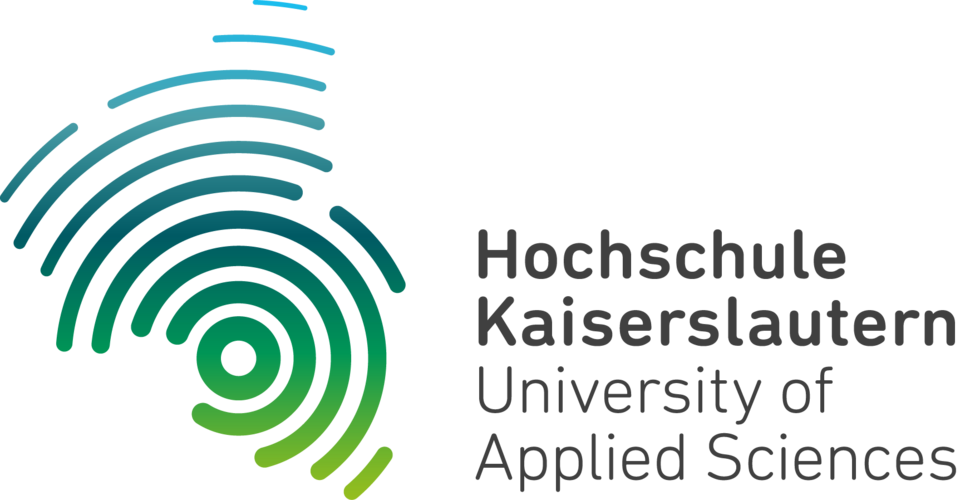 Hochschule
Kaiserslautern
University of
Applied Sciences